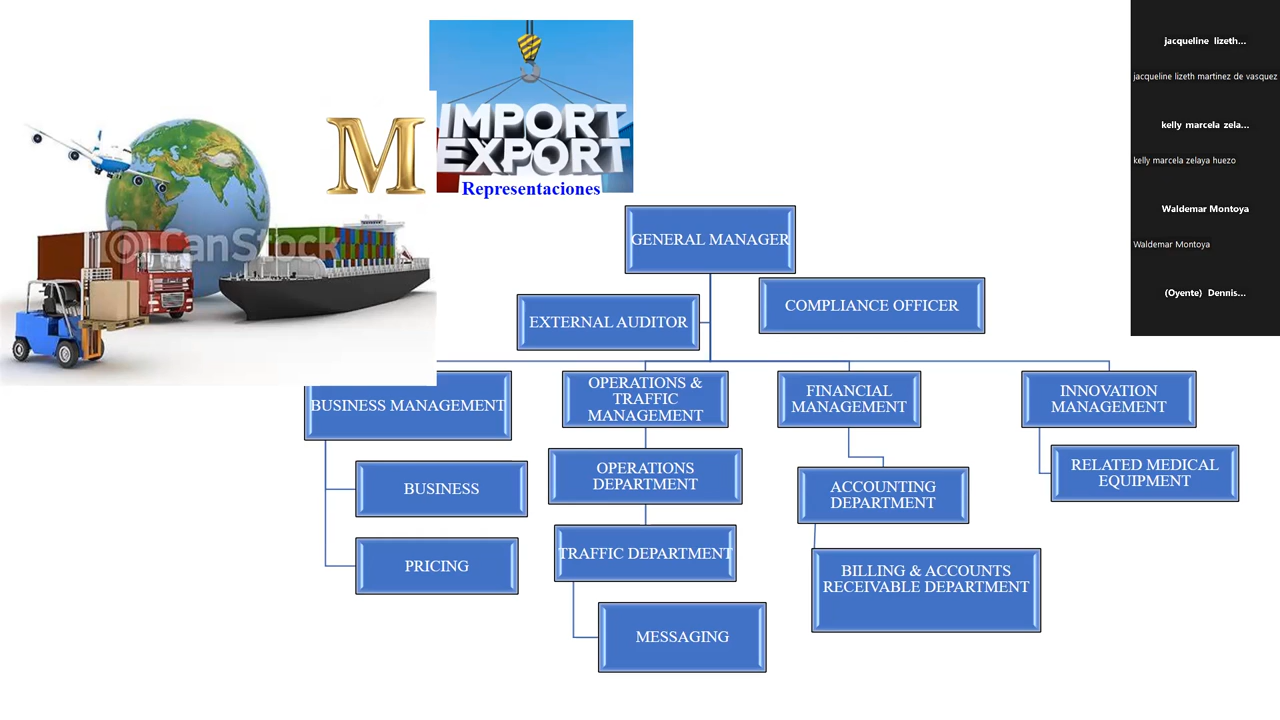 IMPORT
EXPORT
M
Representaciones
CanStock
GENERAL MANAGER
EXTERNAL AUDITOR
COMPLIANCE OFFICER
BUSINESS MANAGEMENT
BUSINESS
PRICING
OPERATIONS &
TRAFFIC
MANAGEMENT
OPERATIONS
DEPARTMENT
TRAFFIC DEPARTMENT
MESSAGING
FINANCIAL
MANAGEMENT
ACCOUNTING
DEPARTMENT
BILLING & ACCOUNTS
RECEIVABLE DEPARTMENT
INNOVATION
MANAGEMENT
RELATED MEDICAL
EQUIPMENT
jacqueline lizeth...
jacqueline lizeth martinez de vasquez
kelly marcela zela...
kelly marcela zelaya huezo
Waldemar Montoya
Waldemar Montoya
(Oyente) Dennis...